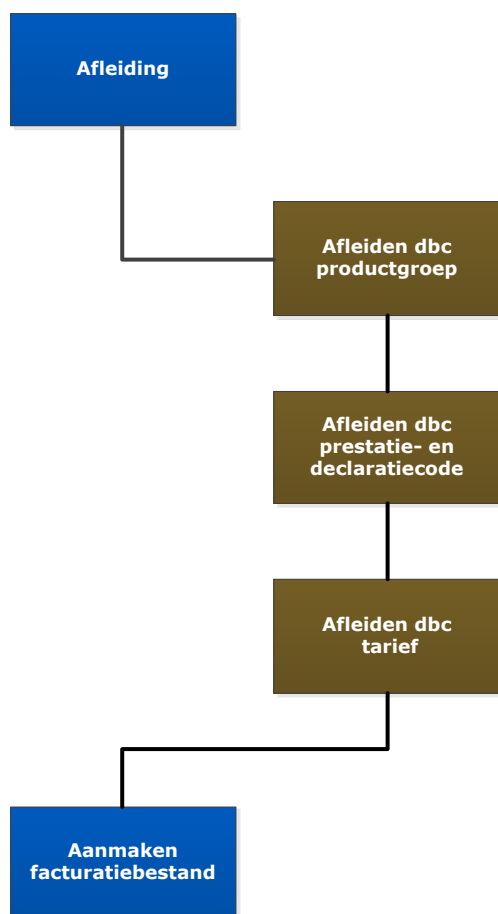 Afleiding
Afleiden dbc
productgroep
Afleiden dbc
prestatie- en
declaratiecode
Afleiden dbc
tarief
Aanmaken
facturatiebestand